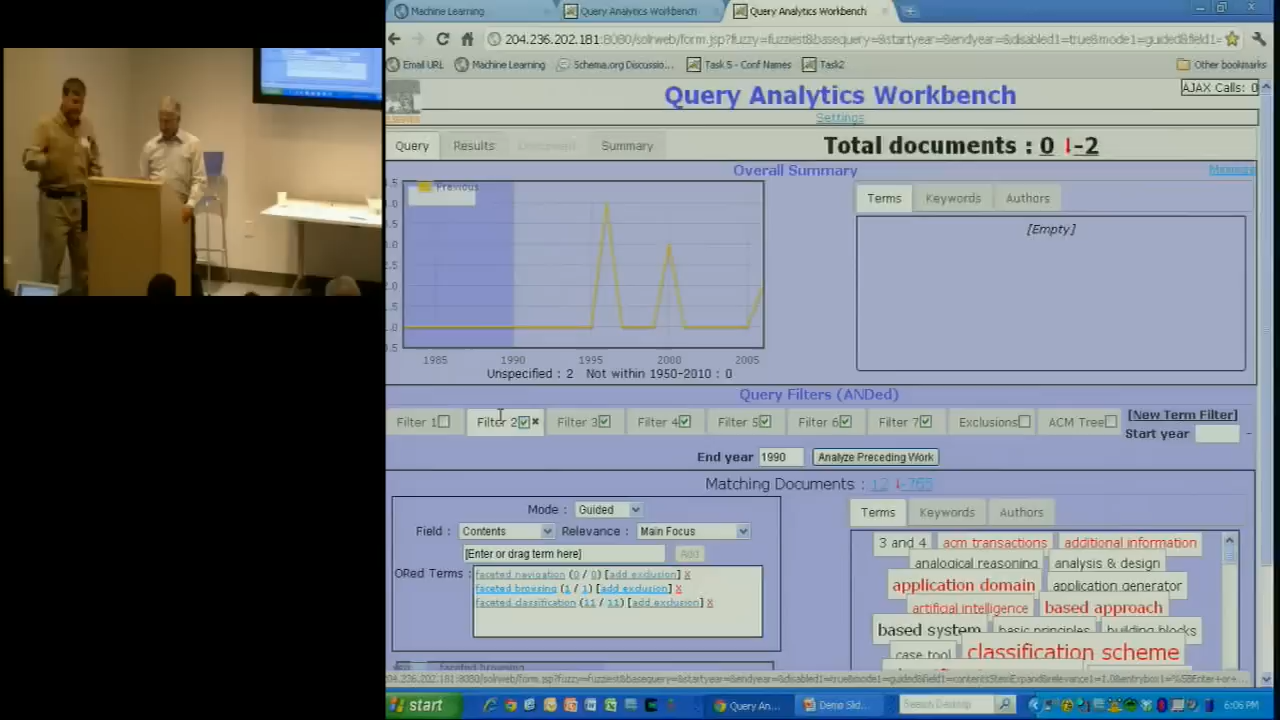 Machine Learning
Query Analytics Workbench
Query Analytics Workbench
204.236.202.181:8080/solrweb/form.jsp?fuzzy=fuzziest&basequery=&startyear=&endyear=&disabled1=true&mode1=guided&field1=
Email URL
Machine Learning
Schema.org Discussio...
Task 5 - Conf Names
Task2
Other bookmarks
Query Analytics Workbench
AJAX Calls: 0
Settings
Query
Results
Document
Summary
Total documents : 0 ↓-2
Overall Summary
Previous
1985 1990 1995 2000 2005
Unspecified : 2 Not within 1950-2010 : 0
Terms
Keywords
Authors
[Empty]
Query Filters (ANDed)
Filter 1
Filter 2
Filter 3
Filter 4
Filter 5
Filter 6
Filter 7
Exclusions
ACM Tree
[New Term Filter]
Start year
-
End year 1990 Analyze Preceding Work
Matching Documents : 12 ↓-765
Mode : Guided
Field : Contents Relevance : Main Focus
[Enter or drag term here] Add
ORed Terms :
faceted navigation (0 / 0) [add exclusion] X
faceted browsing (1 / 1) [add exclusion] X
faceted classification (11 / 11) [add exclusion] X
faceted browsing
Terms
Keywords
Authors
3 and 4 acm transactions additional information
analogical reasoning analysis & design
application domain application generator
artificial intelligence based approach
based system basic principles building blocks
case tool classification scheme
start
Query An...
Demo Slid...
Search Desktop
6:06 PM